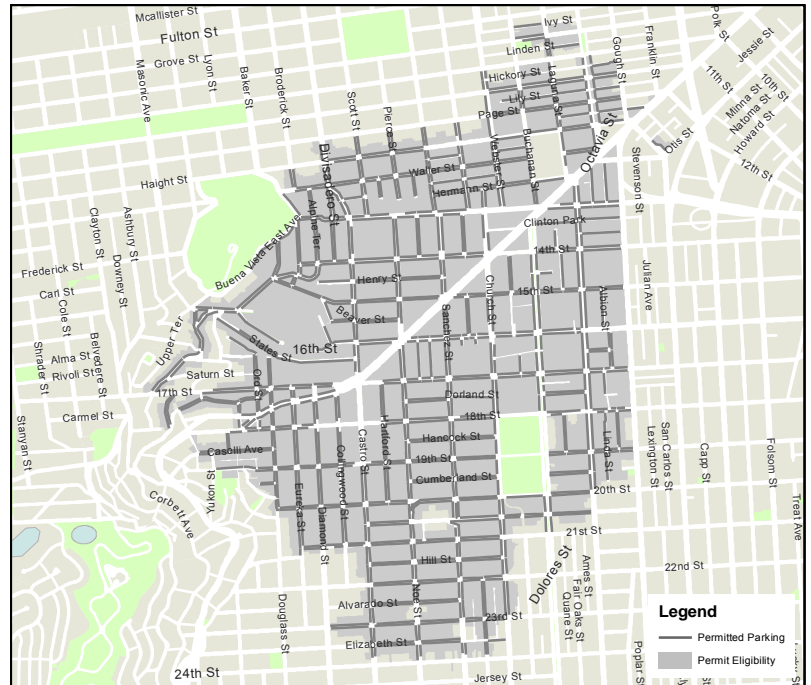 Mcallister St
Fulton St
Grove St
Masonic Ave
Lyon St
Baker St
Broderick St
Scott St
Pierce St
Divisadero St
Ivy St
Linden St
Hickory St
Laguna St
Lily St
Page St
Gough St
Franklin St
Polk St
Jessie St
11th St
10th St
Minna St
Natoma St
Howard St
Otis St
12th St
Octavia St
Stevenson St
Haight St
Waller St
Webster St
Buchanan St
Hermann St
Alpine Ter
Buena Vista East Ave
Clayton St
Ashbury St
Downey St
Frederick St
Carl St
Cole St
Clinton Park
14th St
Henry St
Church St
15th St
Albion St
Julian Ave
Beaver St
Sanchez St
Upper Ter
States St
16th St
Belvedere St
Shrader St
Alma St
Rivoli St
Saturn St
Ord St
17th St
Carmel St
Stanyan St
Dorland St
18th St
Hartford St
Castro St
Collingwood St
Hancock St
19th St
Cumberland St
Linda St
San Carlos St
Lexington St
Capp St
Folsom St
Treat Ave
Casolli Ave
Yukon St
Corbett Ave
Eureka St
Diamond St
20th St
21st St
Hill St
22nd St
Dolores St
Ames St
Fair Oaks St
Quane St
Noe St
Alvarado St
23rd St
Douglass St
Elizabeth St
24th St
Jersey St
Poplar St
Legend
Permitted Parking
Permit Eligibility